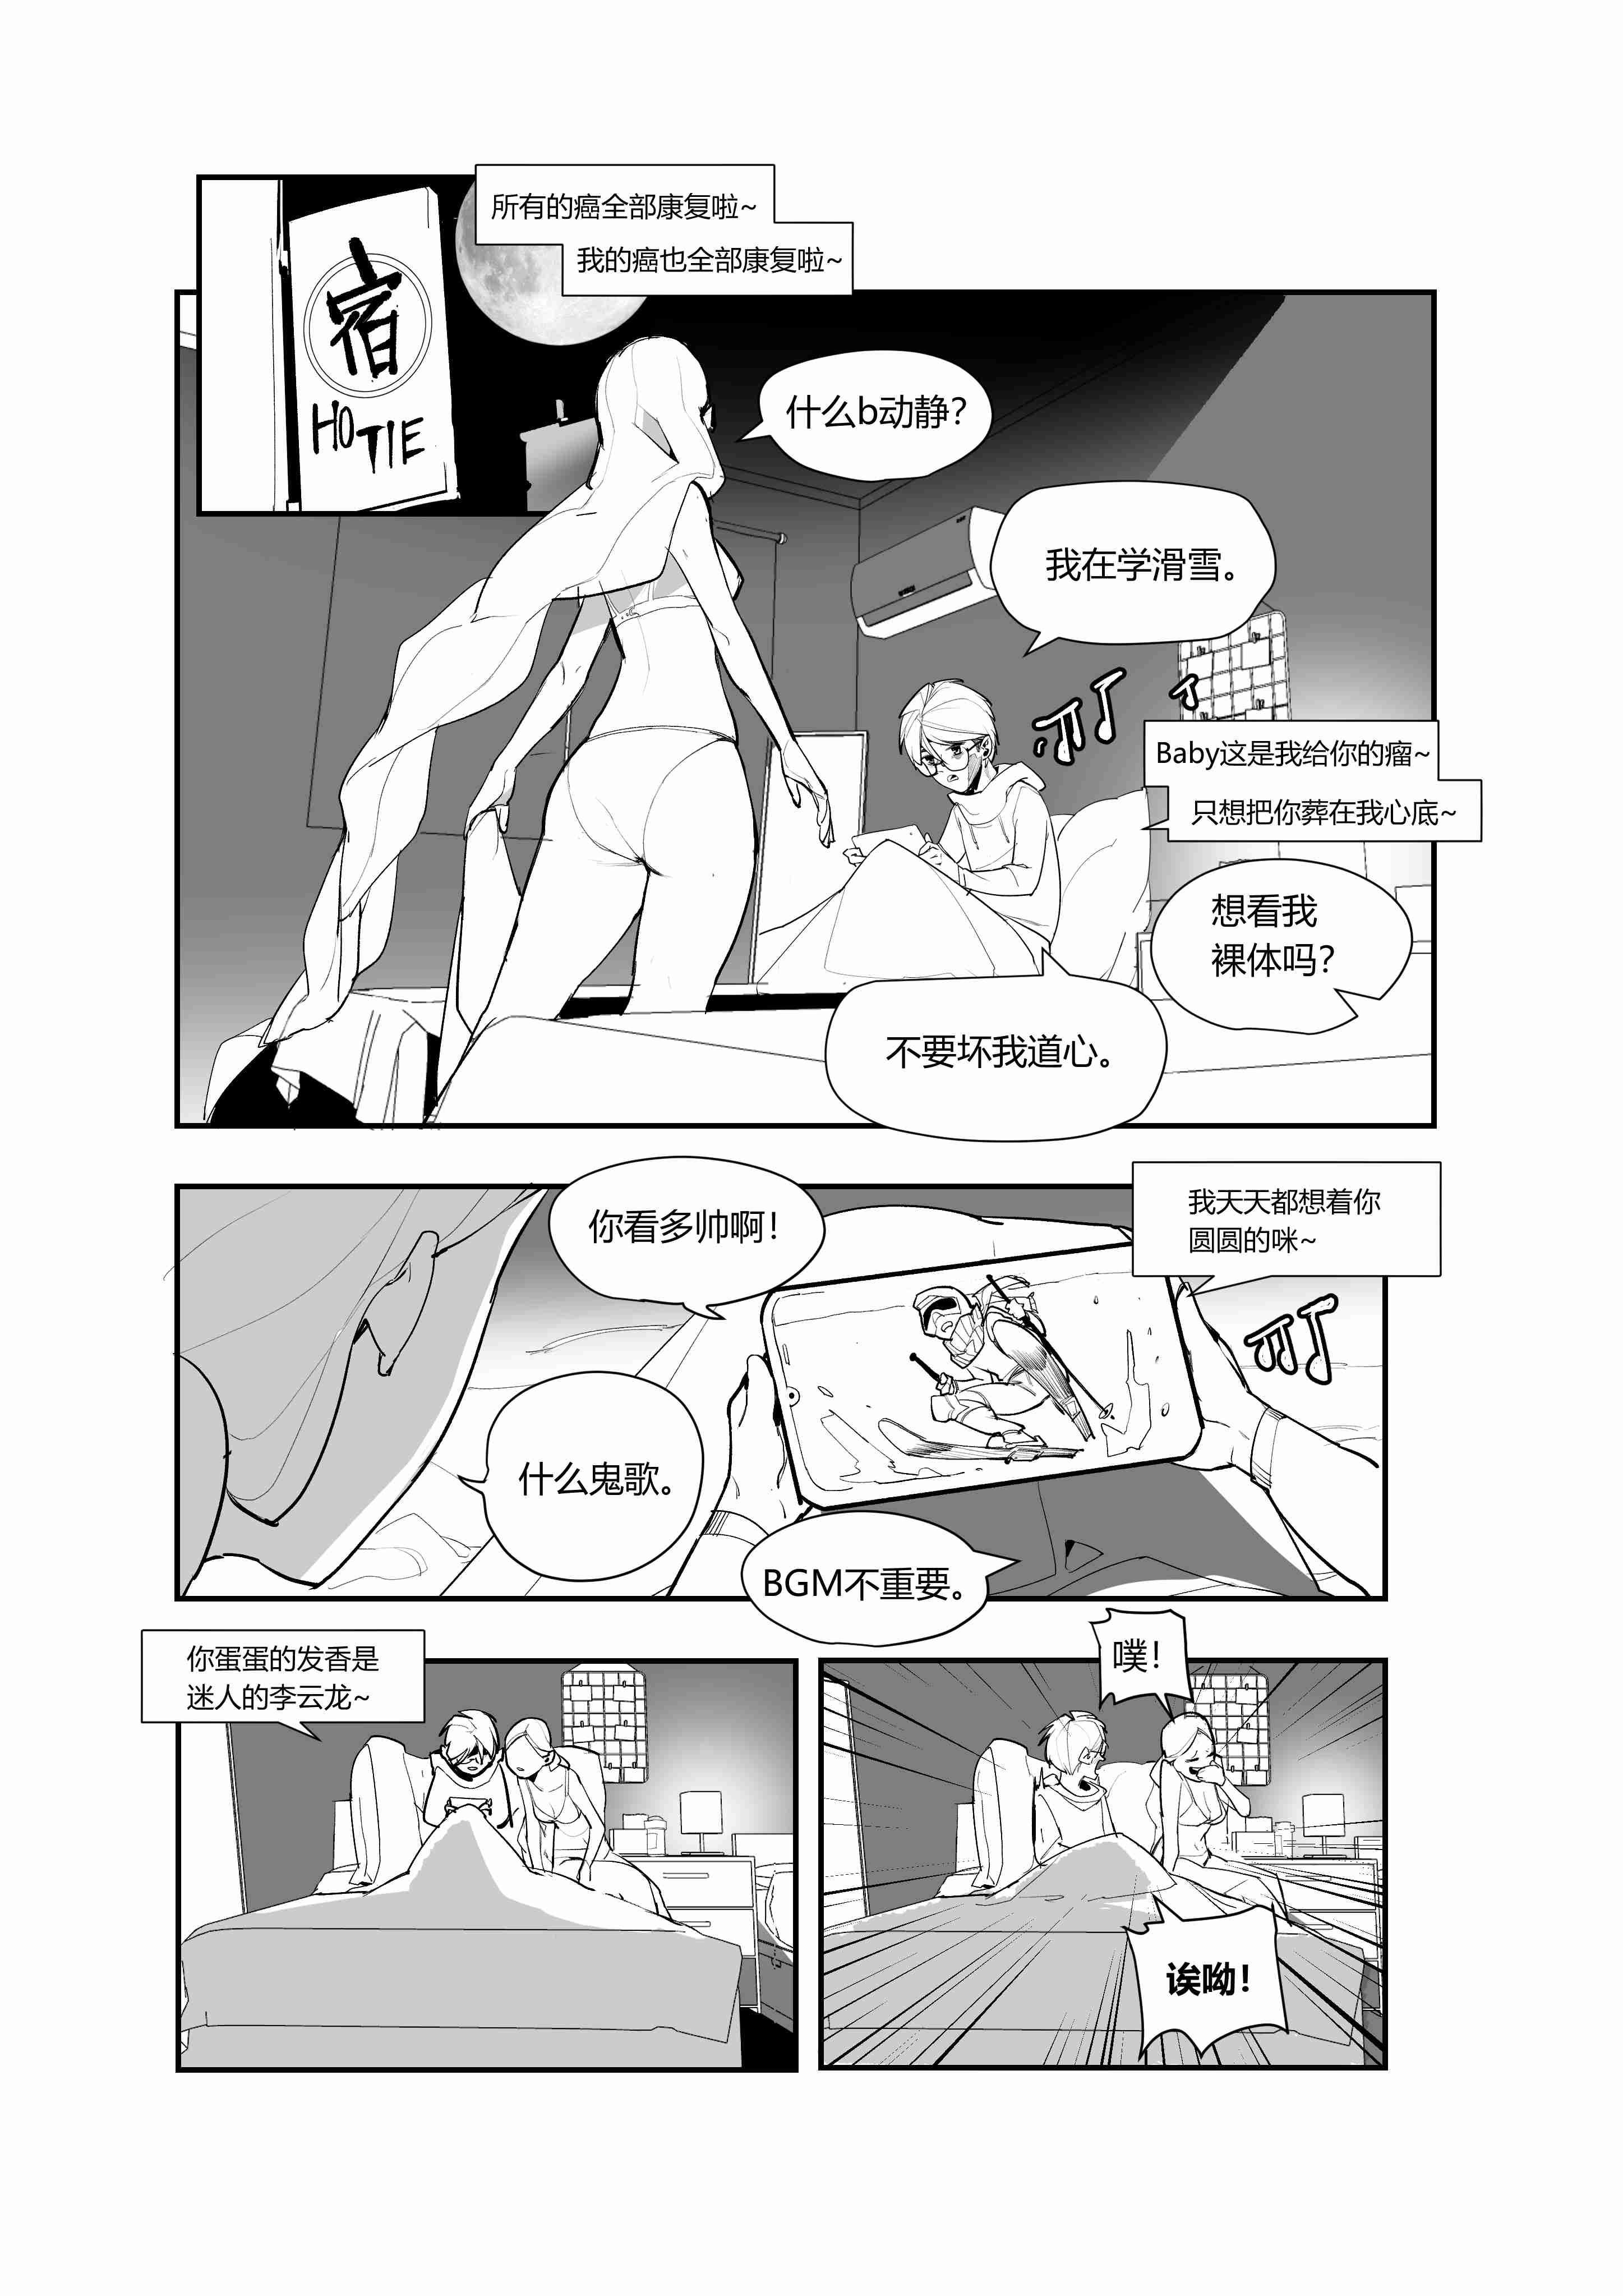 所有的癌全部康复啦~
我的癌也全部康复啦~
宿
HOTIE
什么b动静？
我在学滑雪。
Baby这是我给你的瘤~
只想把你葬在我心底~
想看我
裸体吗？
不要坏我道心。
你看多帅啊！
我天天都想着你
圆圆的咪~
什么鬼歌。
BGM不重要。
你蛋蛋的发香是
迷人的李云龙~
噗！
诶呦！